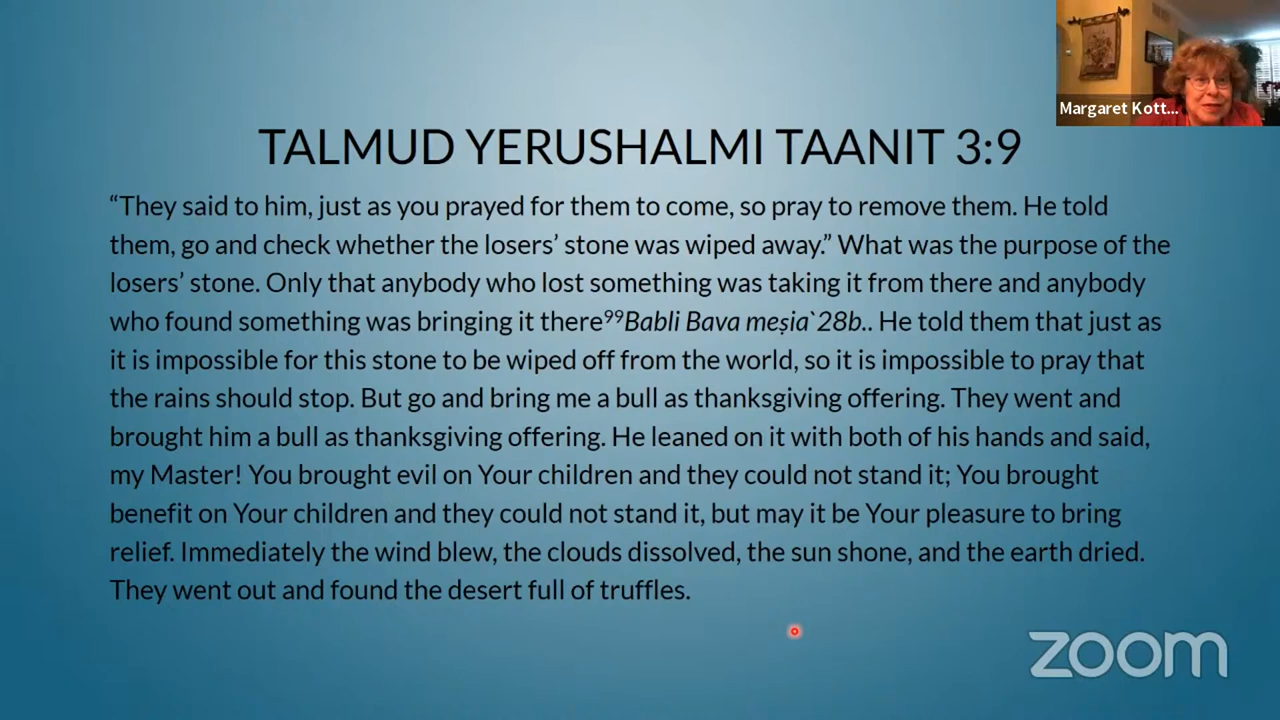 Margaret Kott...
TALMUD YERUSHALMI TAANIT 3:9
“They said to him, just as you prayed for them to come, so pray to remove them. He told
them, go and check whether the losers’ stone was wiped away.” What was the purpose of the
losers’ stone. Only that anybody who lost something was taking it from there and anybody
who found something was bringing it there⁹⁹Babli Bava meṣia`28b.. He told them that just as
it is impossible for this stone to be wiped off from the world, so it is impossible to pray that
the rains should stop. But go and bring me a bull as thanksgiving offering. They went and
brought him a bull as thanksgiving offering. He leaned on it with both of his hands and said,
my Master! You brought evil on Your children and they could not stand it; You brought
benefit on Your children and they could not stand it, but may it be Your pleasure to bring
relief. Immediately the wind blew, the clouds dissolved, the sun shone, and the earth dried.
They went out and found the desert full of truffles.
zoom